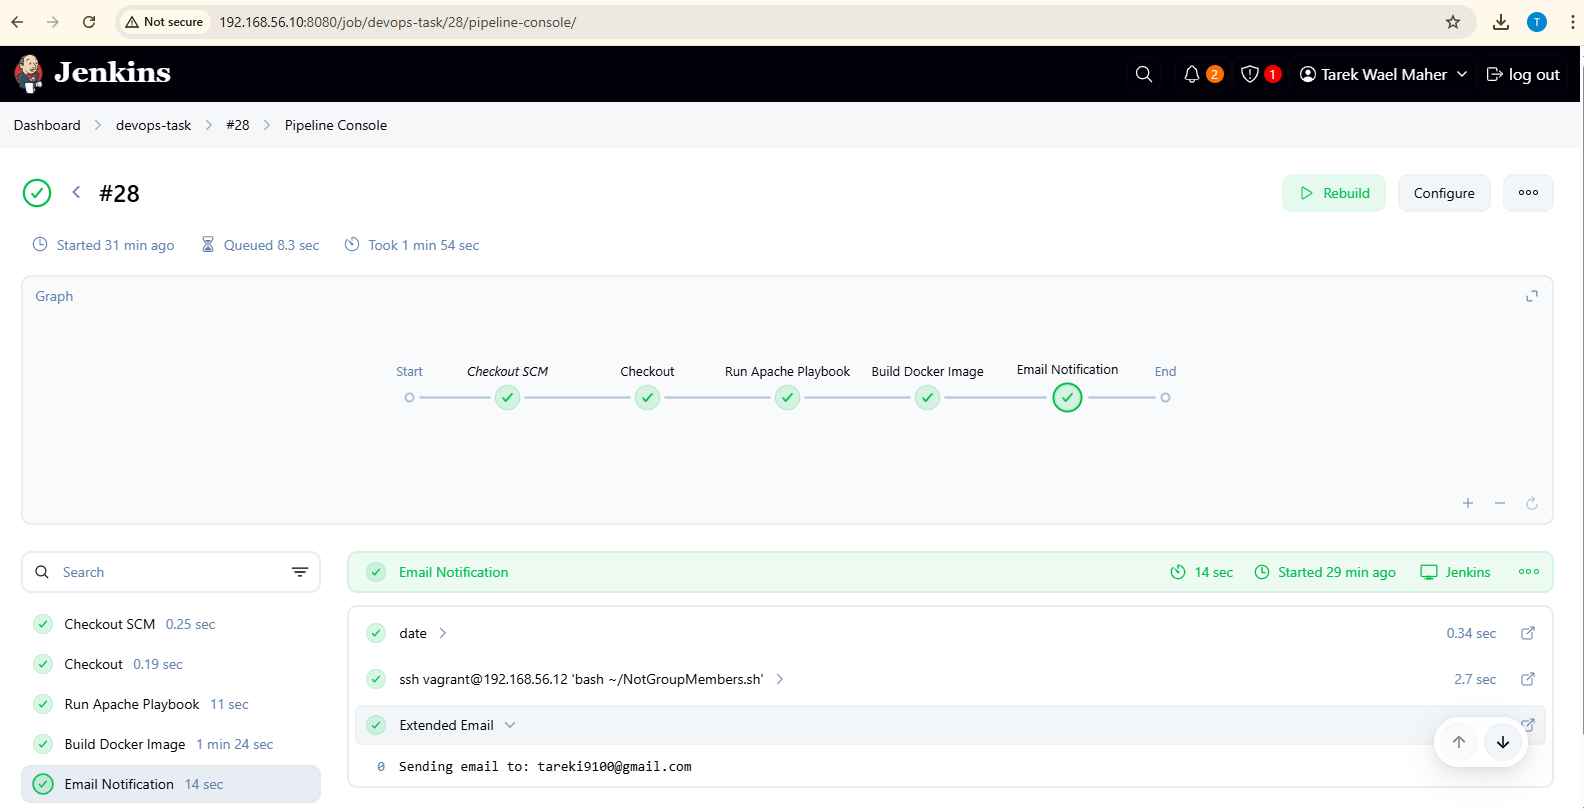 Not secure 192.168.56.10:8080/job/devops-task/28/pipeline-console/ T
Jenkins 2 1 Tarek Wael Maher log out
Dashboard devops-task #28 Pipeline Console
#28 Rebuild Configure
Started 31 min ago Queued 8.3 sec Took 1 min 54 sec
Graph
Start Checkout SCM Checkout Run Apache Playbook Build Docker Image Email Notification End
Search
Checkout SCM 0.25 sec
Checkout 0.19 sec
Run Apache Playbook 11 sec
Build Docker Image 1 min 24 sec
Email Notification 14 sec
Email Notification 14 sec Started 29 min ago Jenkins
date 0.34 sec
ssh vagrant@192.168.56.12 'bash ~/NotGroupMembers.sh' 2.7 sec
Extended Email
0 Sending email to: tareki9100@gmail.com